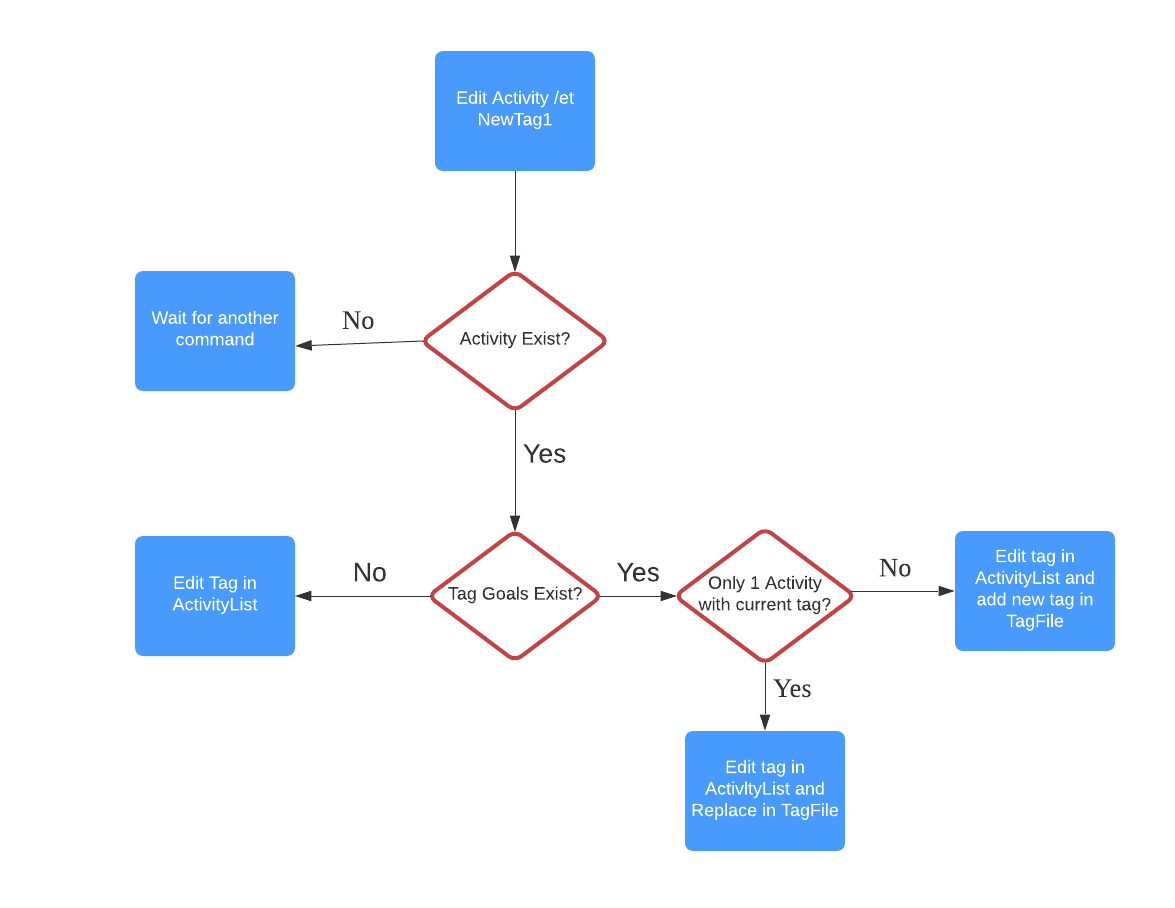 Edit Activity /et
NewTag1
Wait for another
command
No
Activity Exist?
Yes
Edit Tag in
ActivityList
No
Tag Goals Exist?
Yes
Only 1 Activity
with current tag?
No
Edit tag in
ActivityList and
add new tag in
TagFile
Yes
Edit tag in
ActivltyList and
Replace in TagFile